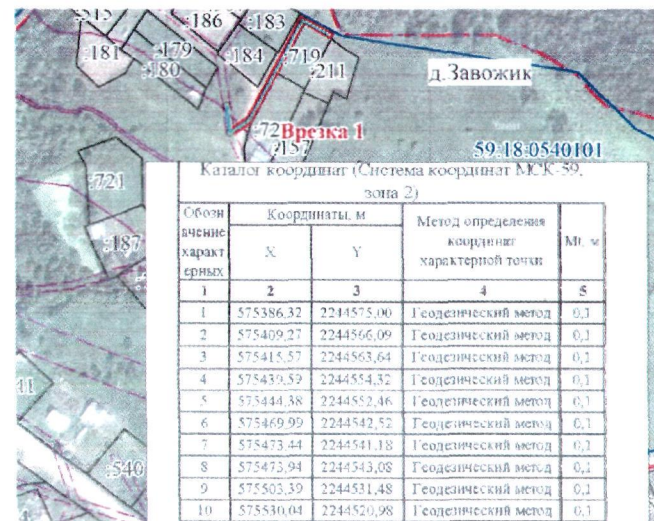 :515
:186
:183
:181
:179
:180
:184
:719
:211
д.Завожик
:72
Врезка 1
:157
59:18:0540101
:721
:187
41
:540
Каталог координат (Система координат МСК-59,
зона 2)
Обозн
ачение
характ
ерных
Координаты, м
X
Y
Метод определения
координат
характерной точки
Mt, м
1 2 3 4 5
1 575386,32 2244575,00 Геодезический метод 0,1
2 575409,27 2244566,09 Геодезический метод 0,1
3 575415,57 2244563,64 Геодезический метод 0,1
4 575439,59 2244554,32 Геодезический метод 0,1
5 575444,38 2244552,46 Геодезический метод 0,1
6 575469,99 2244542,52 Геодезический метод 0,1
7 575473,44 2244541,18 Геодезический метод 0,1
8 575473,94 2244543,08 Геодезический метод 0,1
9 575503,39 2244531,48 Геодезический метод 0,1
10 575530,04 2244520,98 Геодезический метод 0,1